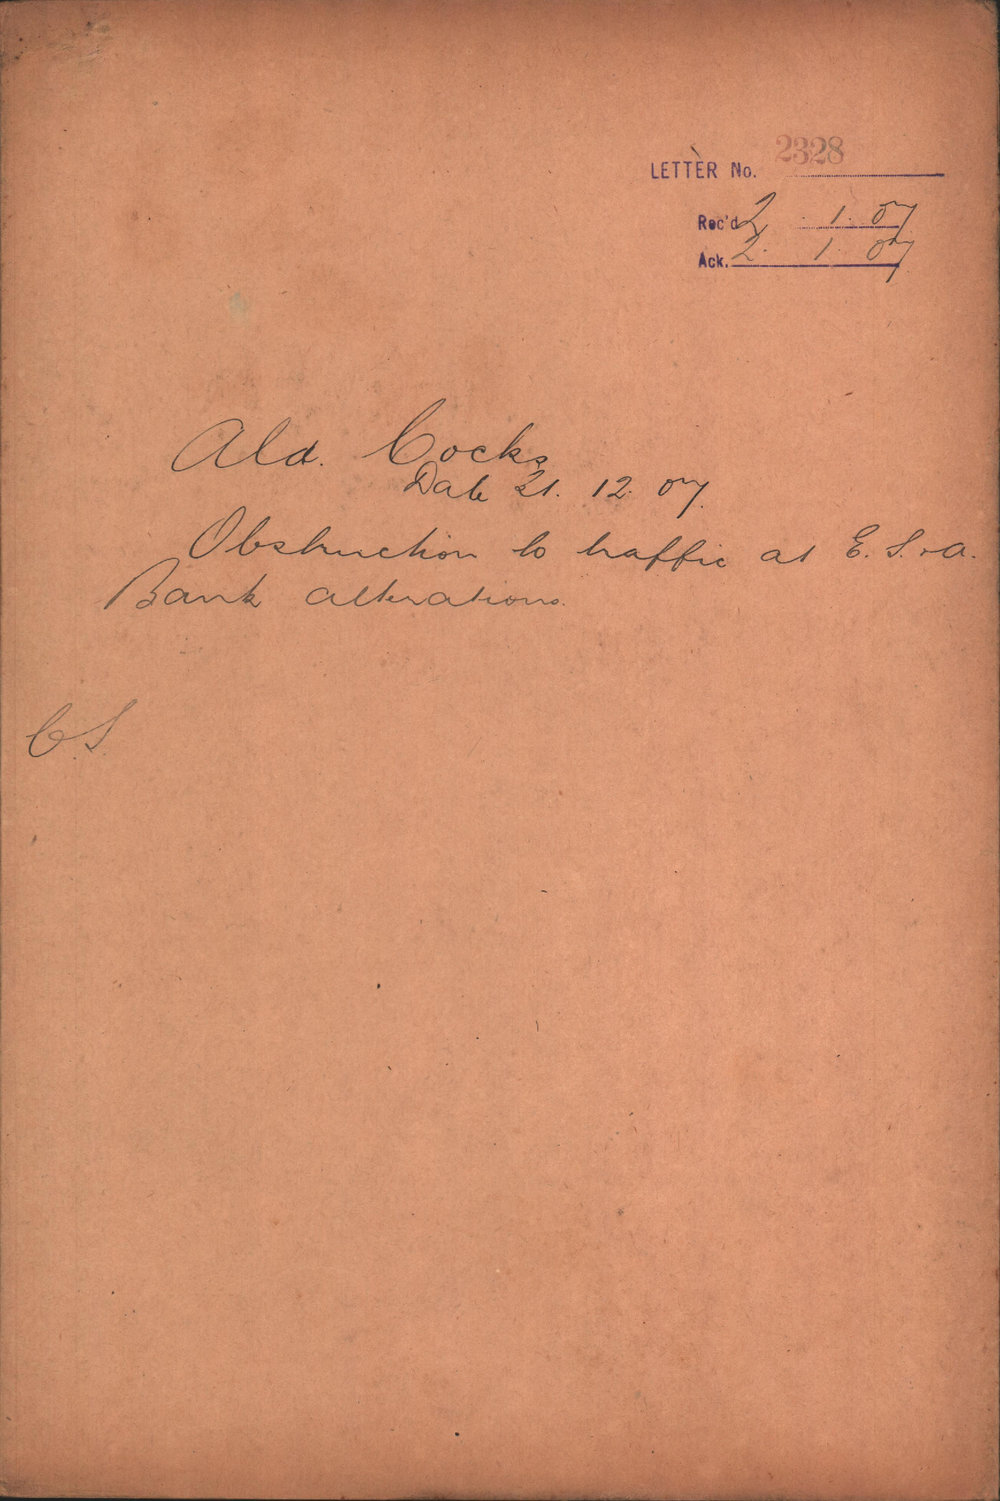 LETTER No. 2328
Rec'd 2. 1. 07
Ack. 2. 1. 07
Ald. Cocks
Date 21. 12. 07.
Obstruction to traffic at E. S. & A.
Bank alterations.
C.S.